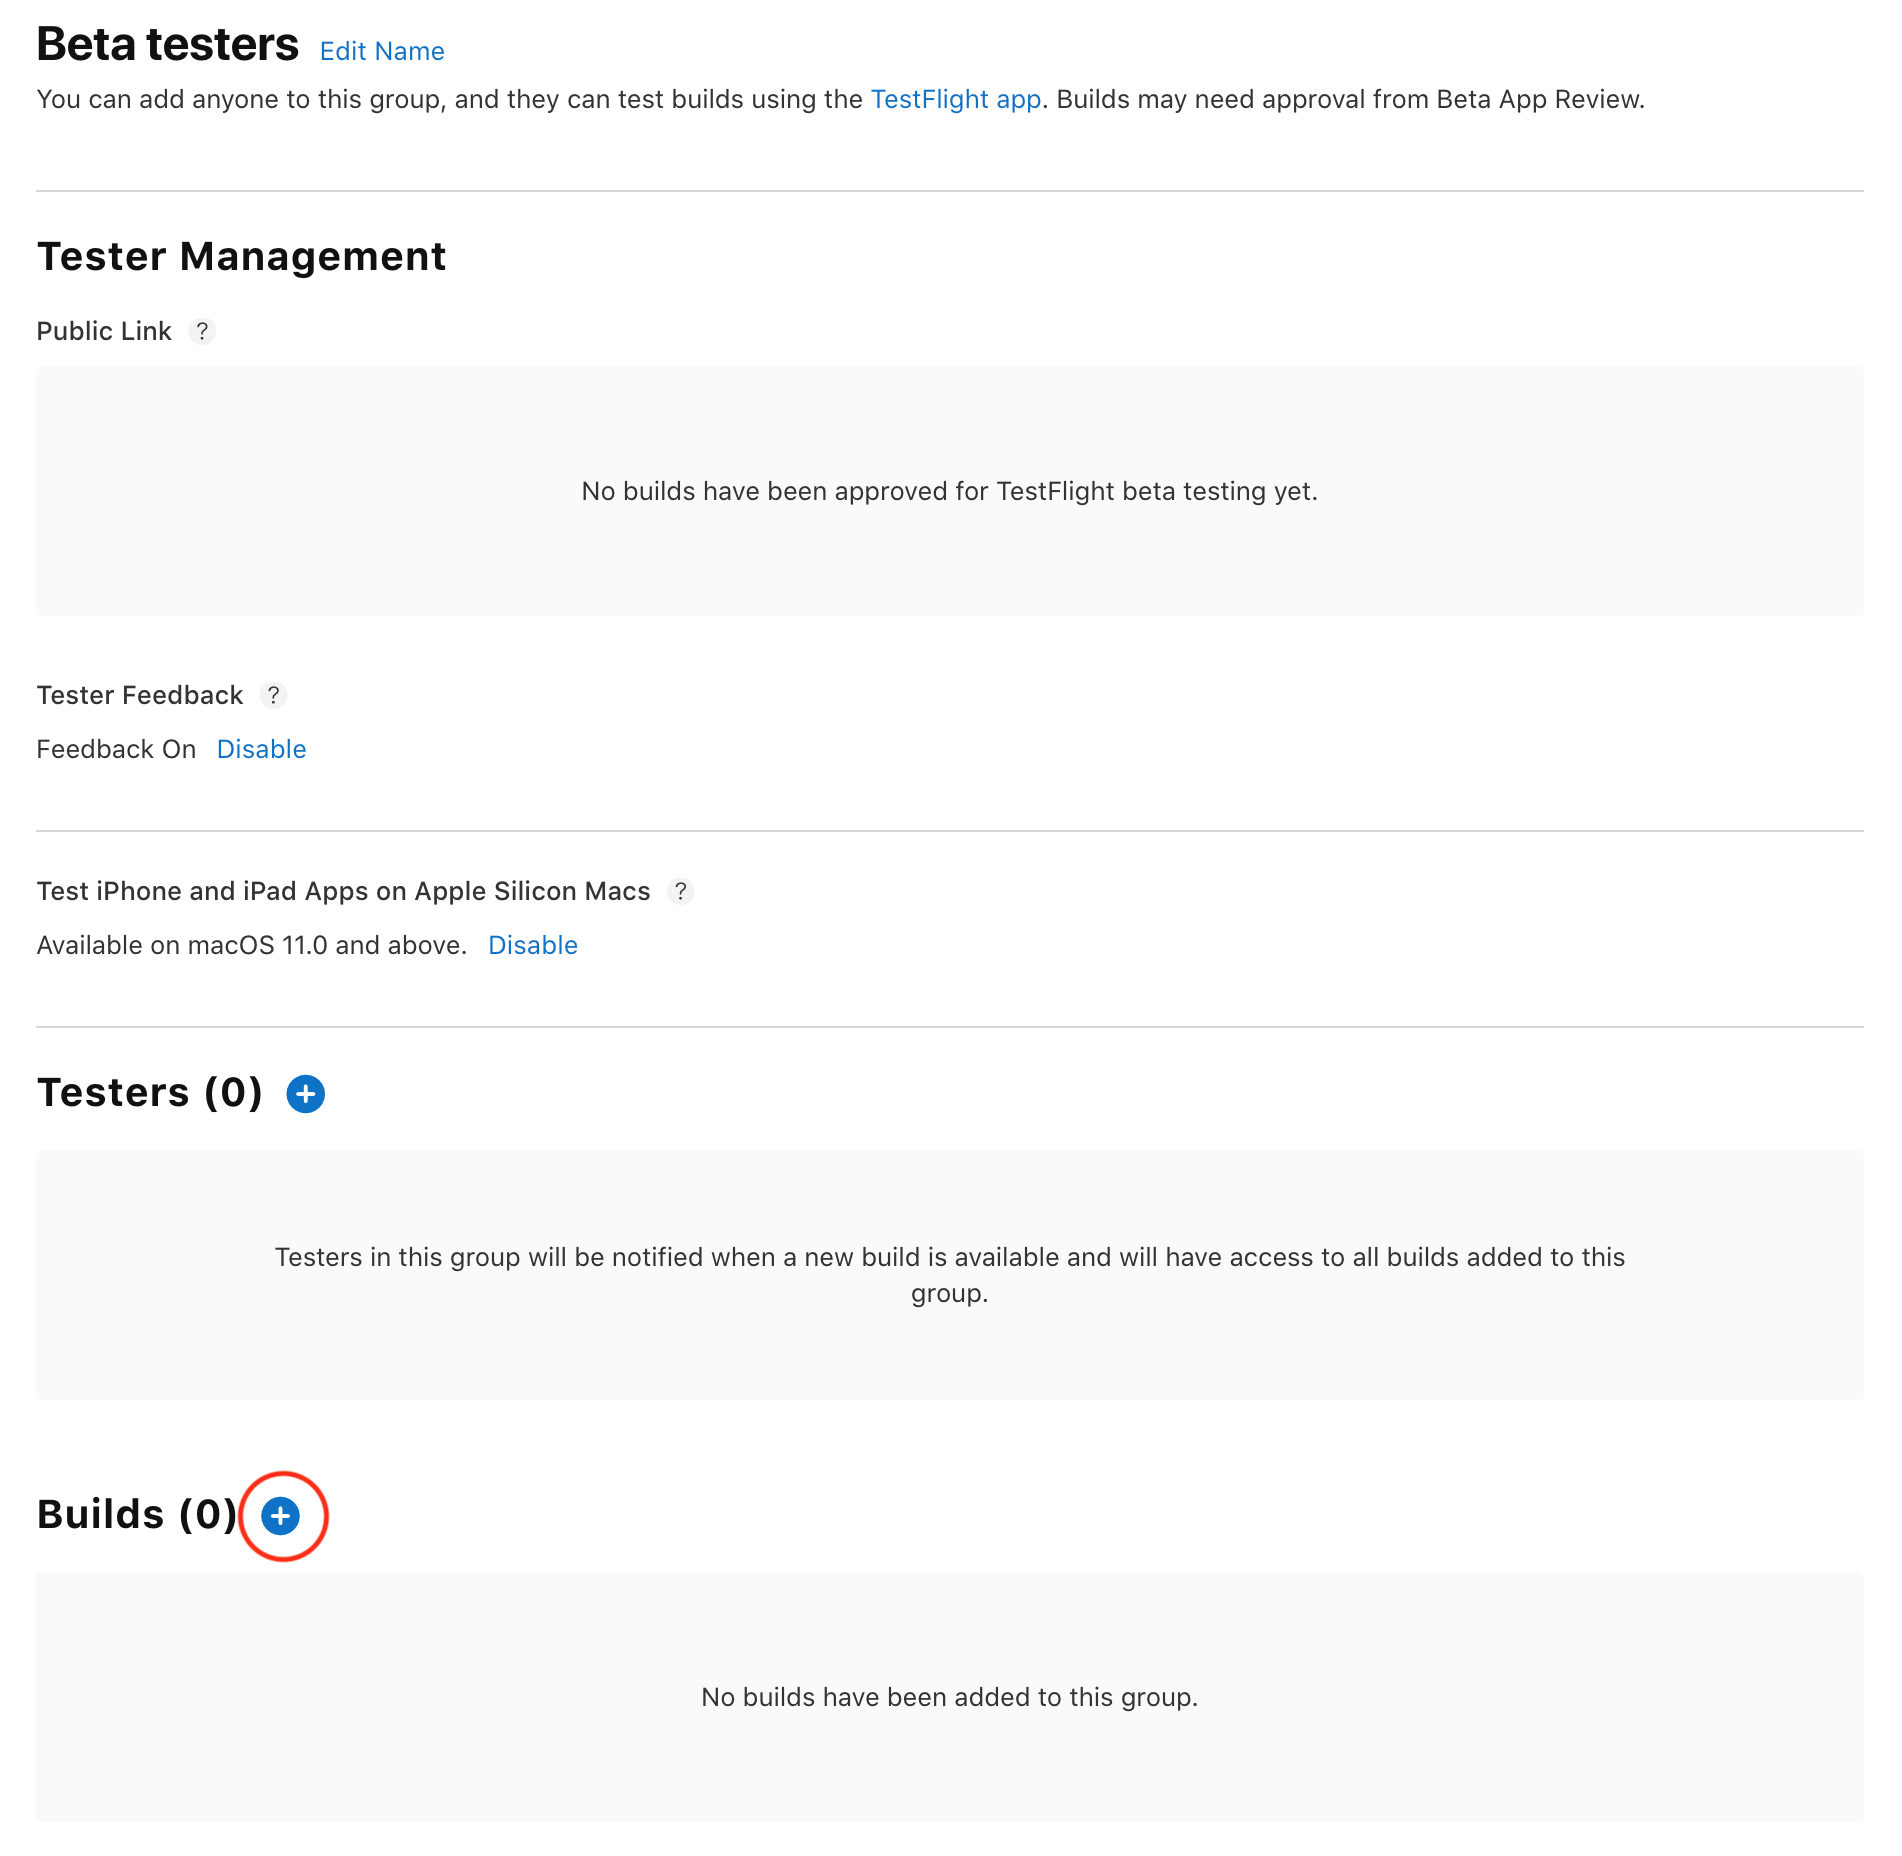 Beta testers Edit Name
You can add anyone to this group, and they can test builds using the TestFlight app. Builds may need approval from Beta App Review.
Tester Management
Public Link ?
No builds have been approved for TestFlight beta testing yet.
Tester Feedback ?
Feedback On Disable
Test iPhone and iPad Apps on Apple Silicon Macs ?
Available on macOS 11.0 and above. Disable
Testers (0)
Testers in this group will be notified when a new build is available and will have access to all builds added to this
group.
Builds (0)
No builds have been added to this group.